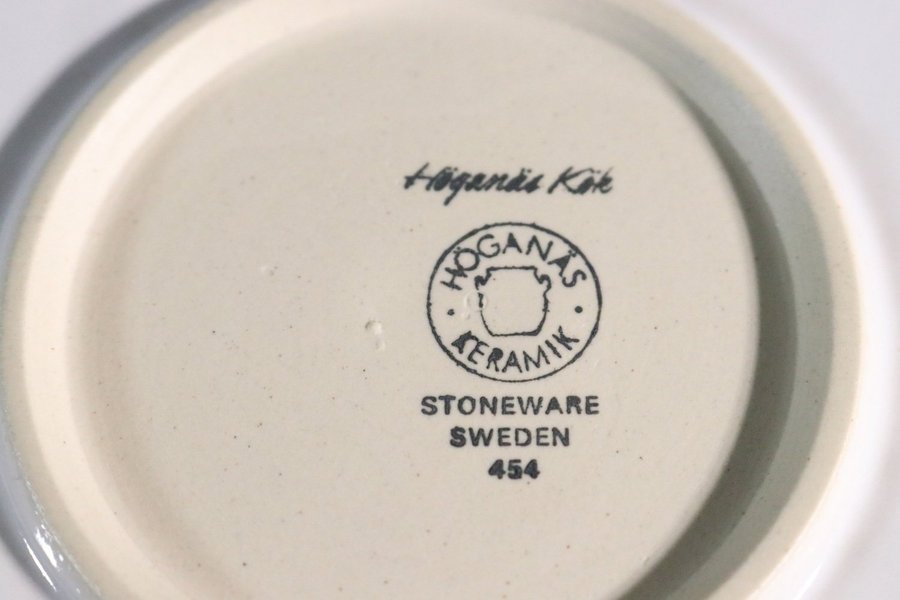 Höganäs Kök
HÖGANÄS
KERAMIK
STONEWARE
SWEDEN
454